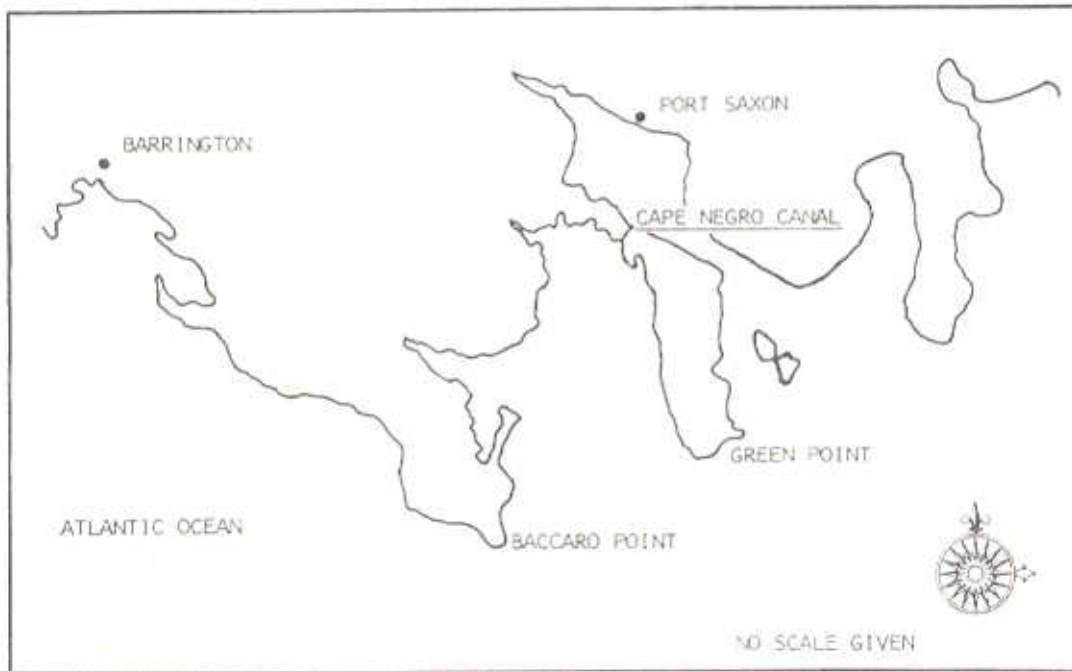 PORT SAXON
BARRINGTON
CAPE NEGRO CANAL
GREEN POINT
ATLANTIC OCEAN
BACCARO POINT
NO SCALE GIVEN